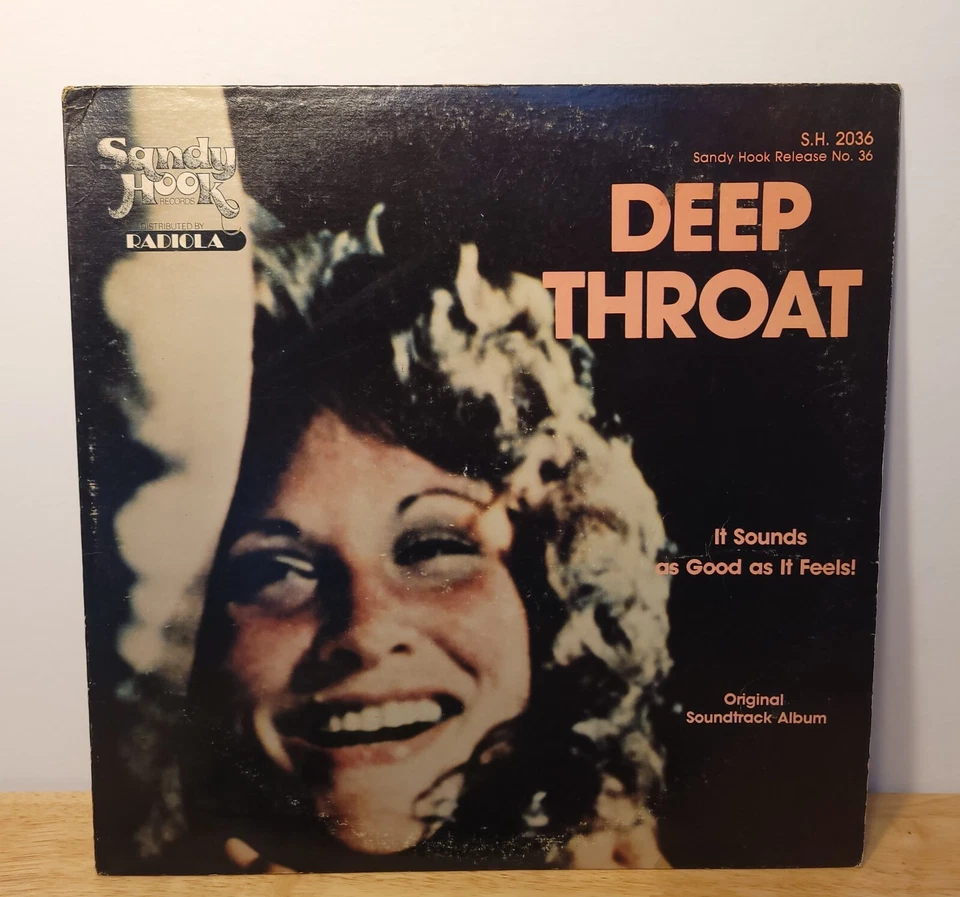 Sandy
Hook
RECORDS
DISTRIBUTED BY
RADIOLA
S.H. 2036
Sandy Hook Release No. 36
DEEP
THROAT
It Sounds
as Good as It Feels!
Original
Soundtrack Album